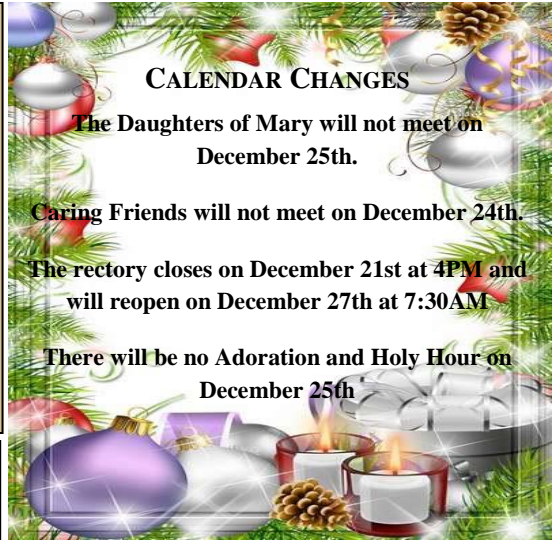 CALENDAR CHANGES
The Daughters of Mary will not meet on
December 25th.
Caring Friends will not meet on December 24th.
The rectory closes on December 21st at 4PM and
will reopen on December 27th at 7:30AM
There will be no Adoration and Holy Hour on
December 25th